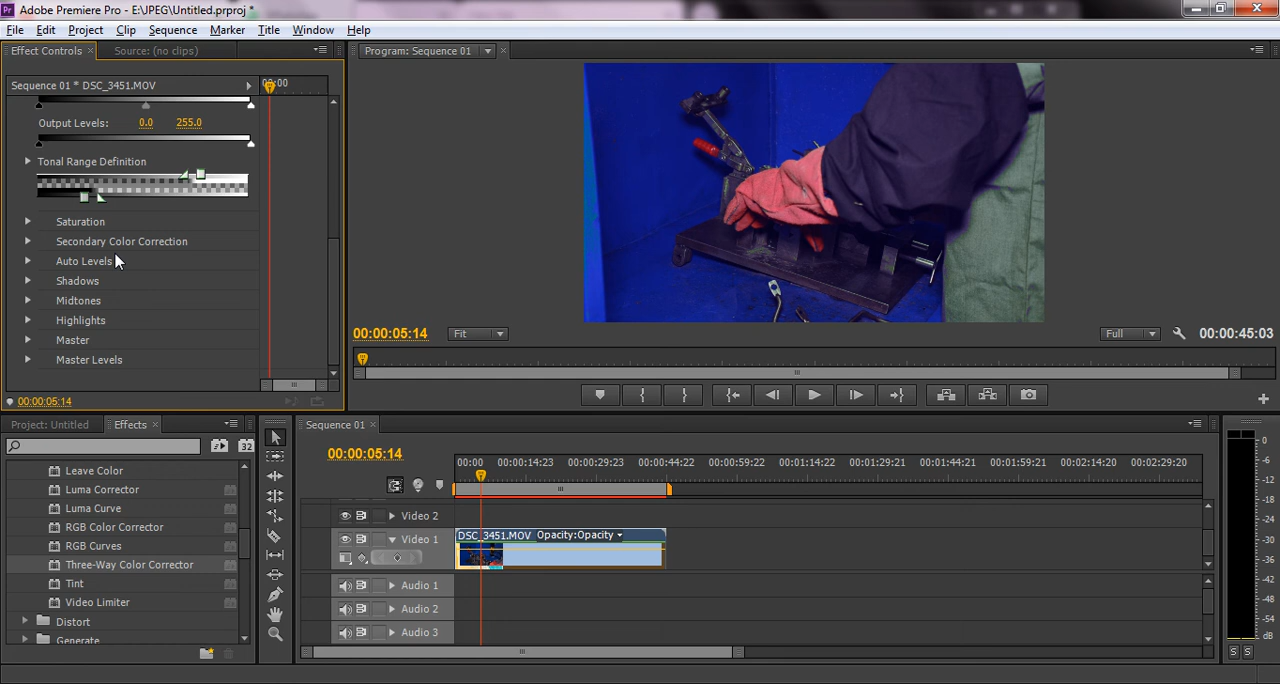 Adobe Premiere Pro - E:\JPEG\Untitled.prproj *
File Edit Project Clip Sequence Marker Title Window Help
Effect Controls × Source: (no clips)
Program: Sequence 01 ×
Sequence 01 * DSC_3451.MOV
00:00
Output Levels: 0.0 255.0
Tonal Range Definition
Saturation
Secondary Color Correction
Auto Levels
Shadows
Midtones
Highlights
Master
Master Levels
00:00:05:14
00:00:05:14 Fit Full 00:00:45:03
Project: Untitled Effects ×
32
Leave Color
Luma Corrector
Luma Curve
RGB Color Corrector
RGB Curves
Three-Way Color Corrector
Tint
Video Limiter
Distort
Generate
Sequence 01 ×
00:00:05:14
00:00 00:00:14:23 00:00:29:23 00:00:44:22 00:00:59:22 00:01:14:22 00:01:29:21 00:01:44:21 00:01:59:21 00:02:14:20 00:02:29:20
Video 2
Video 1
DSC_3451.MOV Opacity:Opacity
Audio 1
Audio 2
Audio 3
0
-6
-12
-18
-24
-30
-36
-42
-48
-54
dB
S S